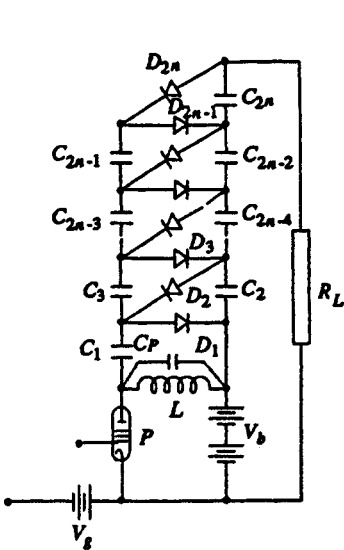 D2n
C2n
D2n-1
C2n-1
C2n-2
C2n-3
C2n-4
D3
C3
D2
C2
RL
C1
CP
D1
L
P
Vb
Vg